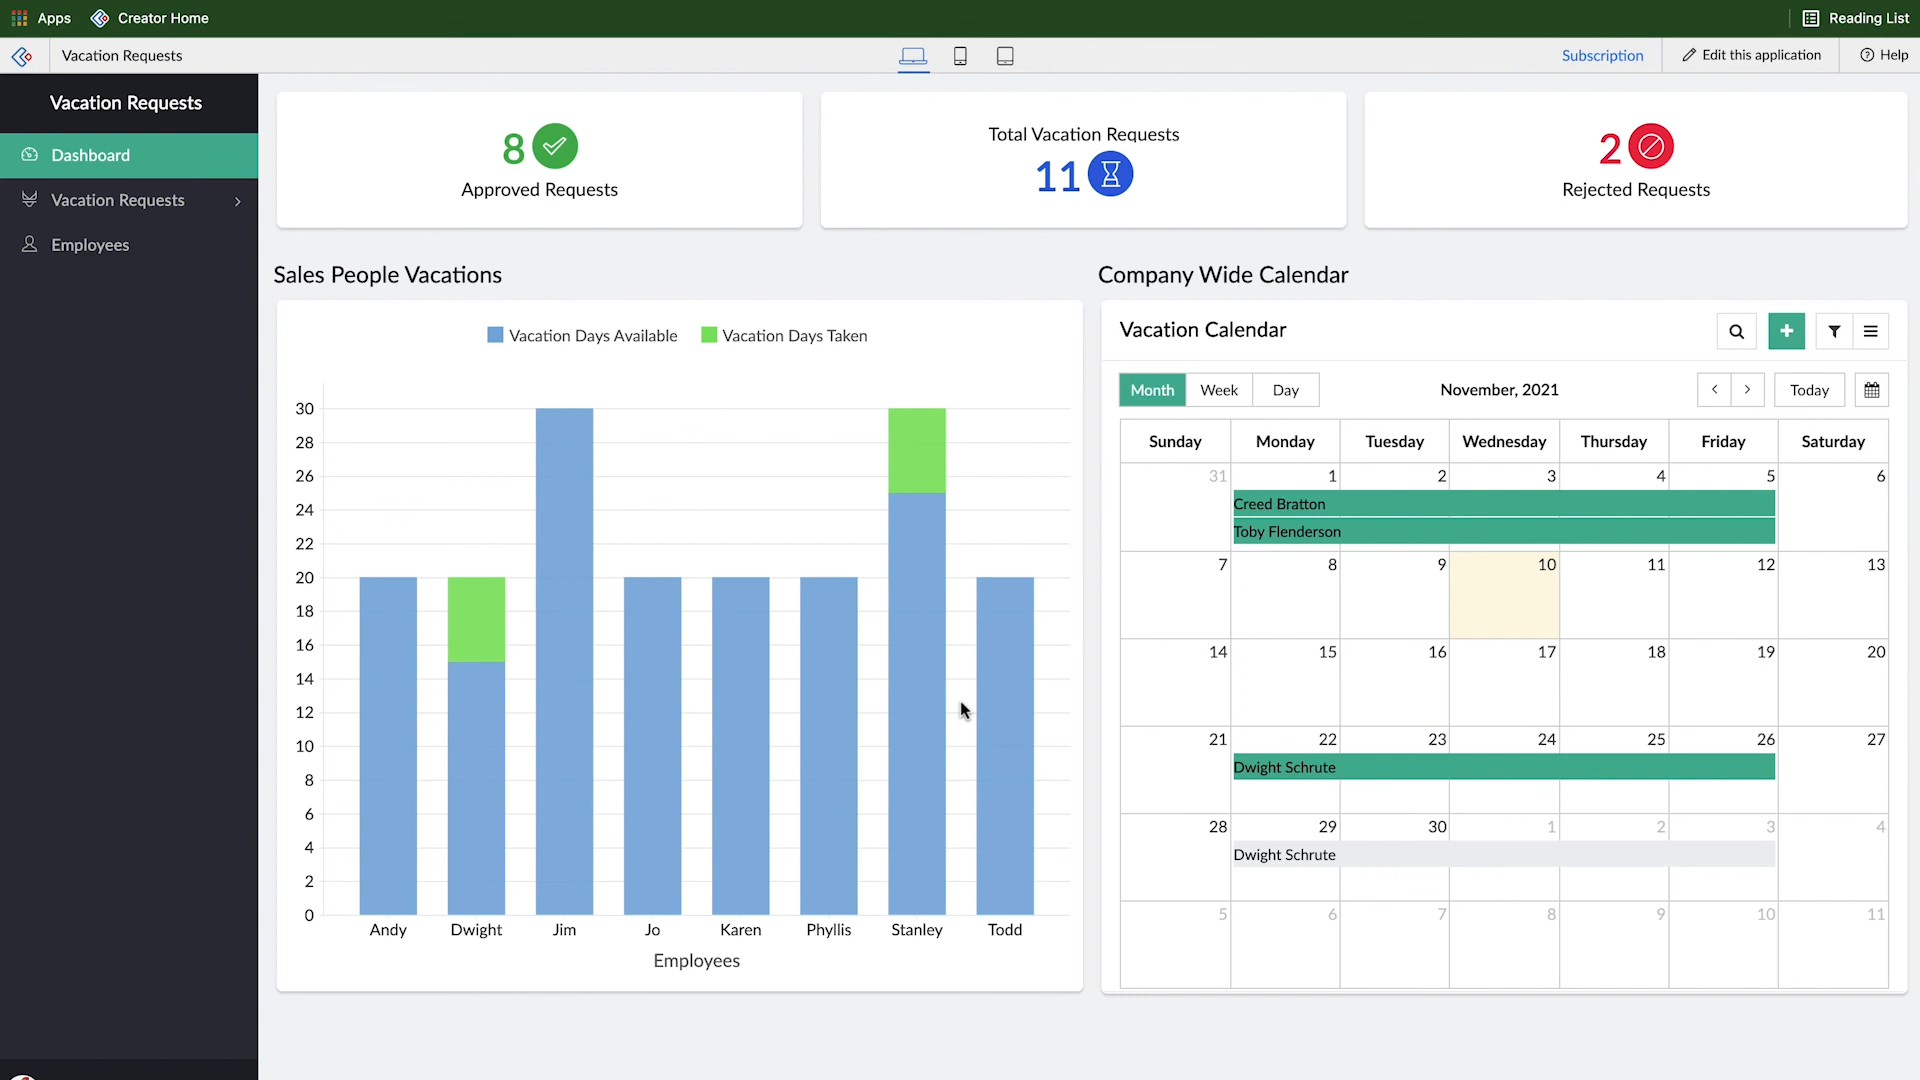 Apps Creator Home Reading List
Vacation Requests Subscription Edit this application Help
Vacation Requests
Dashboard
Vacation Requests
Employees
8
Approved Requests
Total Vacation Requests
11
2
Rejected Requests
Sales People Vacations
Vacation Days Available Vacation Days Taken
30
28
26
24
22
20
18
16
14
12
10
8
6
4
2
0
Andy Dwight Jim Jo Karen Phyllis Stanley Todd
Employees
Company Wide Calendar
Vacation Calendar
Month Week Day November, 2021 Today
Sunday Monday Tuesday Wednesday Thursday Friday Saturday
31 1 2 3 4 5 6
Creed Bratton
Toby Flenderson
7 8 9 10 11 12 13
14 15 16 17 18 19 20
21 22 23 24 25 26 27
Dwight Schrute
28 29 30 1 2 3 4
Dwight Schrute
5 6 7 8 9 10 11